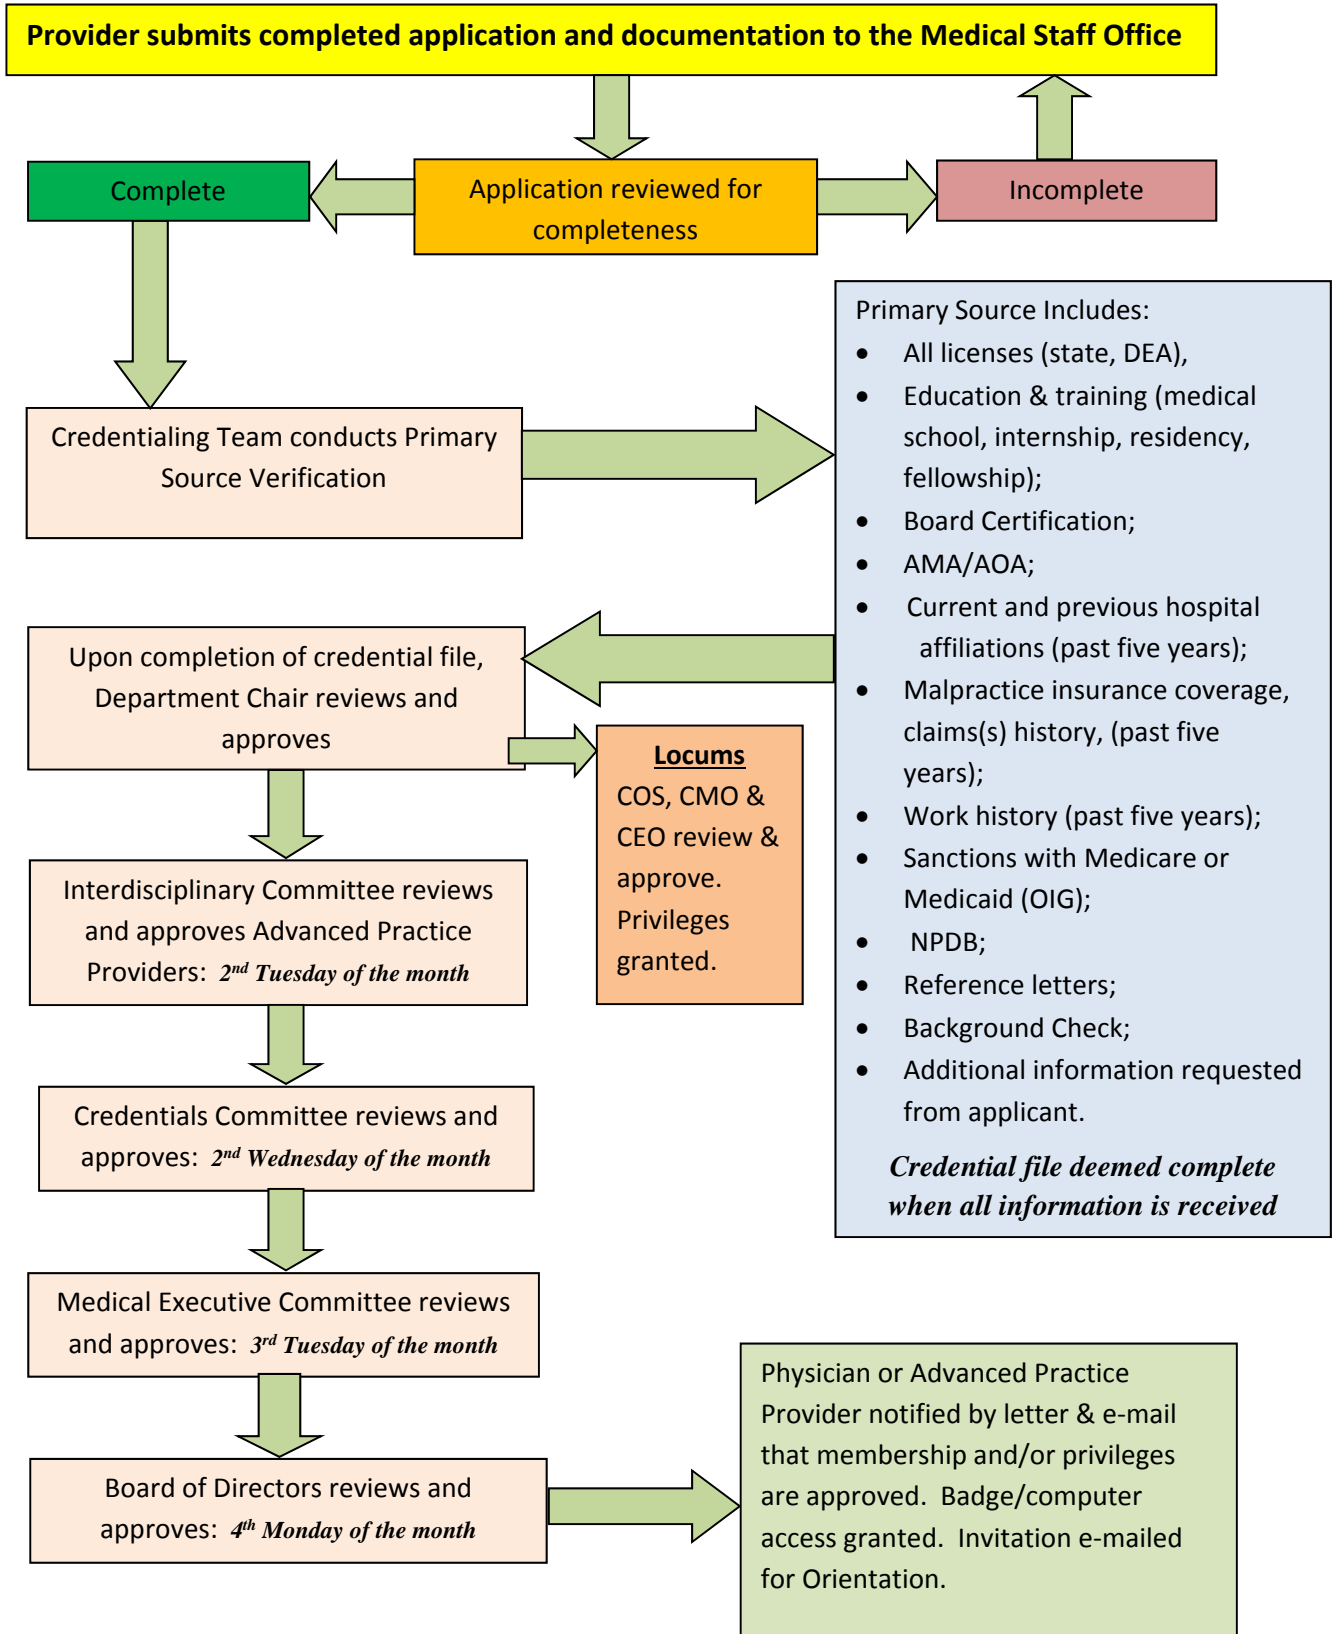 Provider submits completed application and documentation to the Medical Staff Office
Complete
Application reviewed for
completeness
Incomplete
Credentialing Team conducts Primary
Source Verification
Primary Source Includes:
• All licenses (state, DEA),
• Education & training (medical
school, internship, residency,
fellowship);
• Board Certification;
• AMA/AOA;
• Current and previous hospital
affiliations (past five years);
• Malpractice insurance coverage,
claims(s) history, (past five
years);
• Work history (past five years);
• Sanctions with Medicare or
Medicaid (OIG);
• NPDB;
• Reference letters;
• Background Check;
• Additional information requested
from applicant.
Credential file deemed complete
when all information is received
Upon completion of credential file,
Department Chair reviews and
approves
Locums
COS, CMO &
CEO review &
approve.
Privileges
granted.
Interdisciplinary Committee reviews
and approves Advanced Practice
Providers: 2nd Tuesday of the month
Credentials Committee reviews and
approves: 2nd Wednesday of the month
Medical Executive Committee reviews
and approves: 3rd Tuesday of the month
Board of Directors reviews and
approves: 4th Monday of the month
Physician or Advanced Practice
Provider notified by letter & e-mail
that membership and/or privileges
are approved. Badge/computer
access granted. Invitation e-mailed
for Orientation.